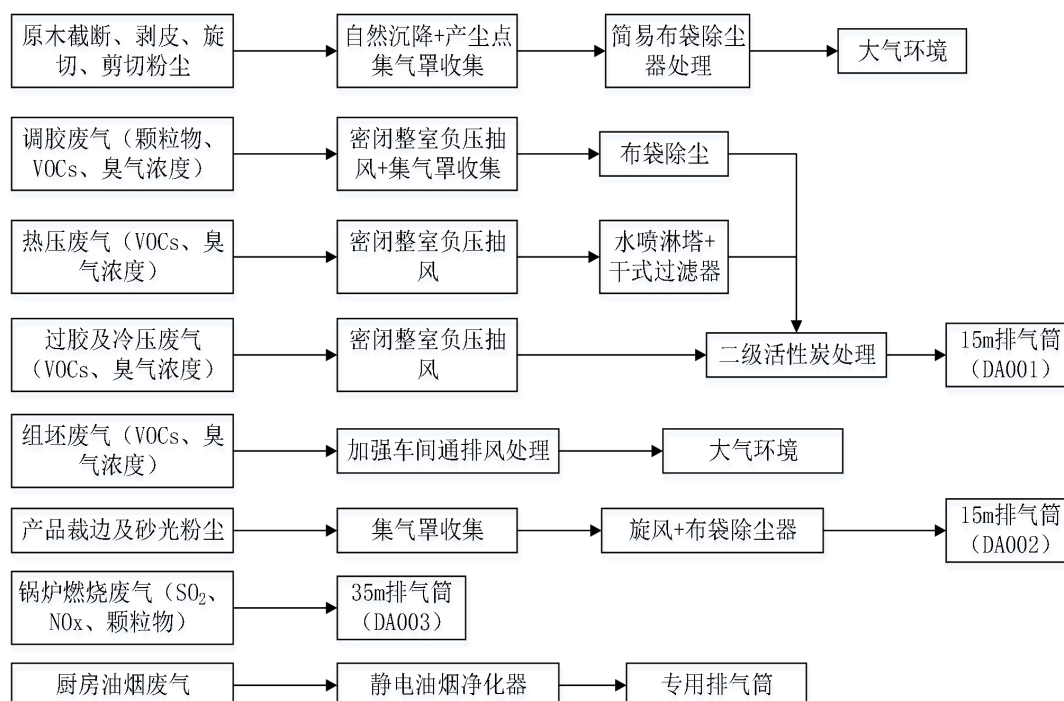 原木截断、剥皮、旋
切、剪切粉尘
自然沉降+产尘点
集气罩收集
简易布袋除尘
器处理
大气环境
调胶废气（颗粒物、
VOCs、臭气浓度）
密闭整室负压抽
风+集气罩收集
布袋除尘
热压废气（VOCs、臭
气浓度）
密闭整室负压抽
风
水喷淋塔+
干式过滤器
过胶及冷压废气
（VOCs、臭气浓度）
密闭整室负压抽
风
二级活性炭处理
15m排气筒
（DA001）
组坯废气（VOCs、臭
气浓度）
加强车间通排风处理
大气环境
产品裁边及砂光粉尘
集气罩收集
旋风+布袋除尘器
15m排气筒
（DA002）
锅炉燃烧废气（SO₂、
NOx、颗粒物）
35m排气筒
（DA003）
厨房油烟废气
静电油烟净化器
专用排气筒